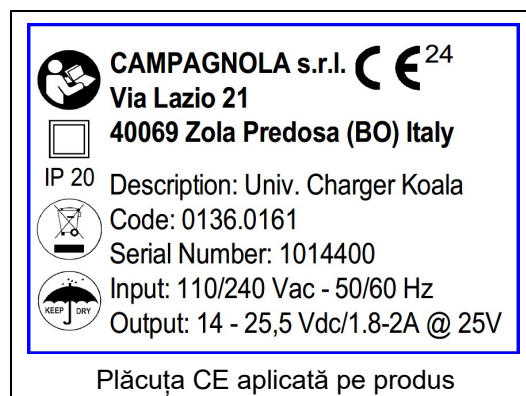 CAMPAGNOLA s.r.l. CE 24
Via Lazio 21
40069 Zola Predosa (BO) Italy
IP 20
Description: Univ. Charger Koala
Code: 0136.0161
Serial Number: 1014400
Input: 110/240 Vac - 50/60 Hz
KEEP DRY
Output: 14 - 25,5 Vdc/1.8-2A @ 25V
Plăcuța CE aplicată pe produs